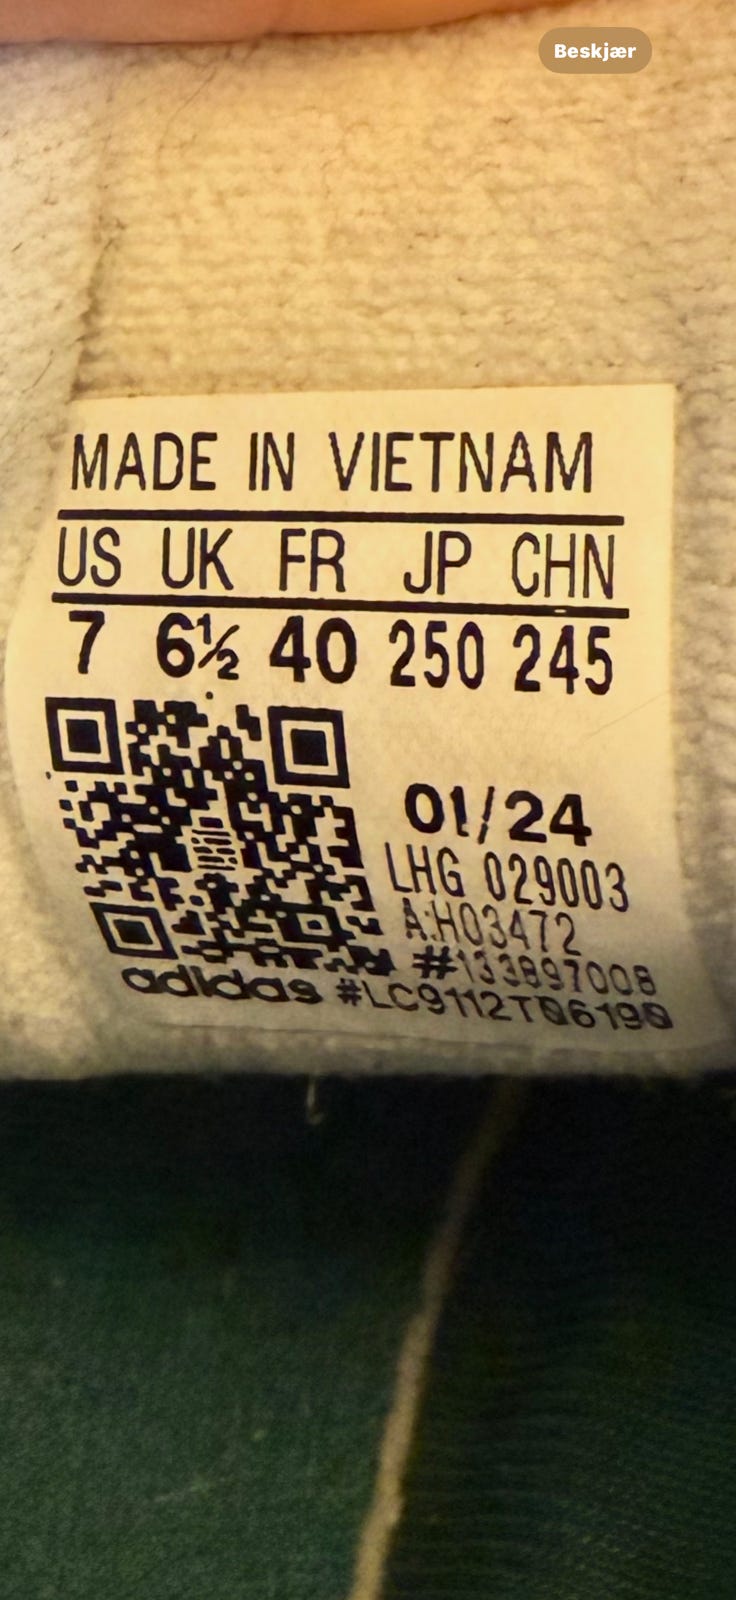 Beskjær
MADE IN VIETNAM
US UK FR JP CHN
7 6½ 40 250 245
01/24
LHG 029003
A:H03472
#133897008
adidas #LC9112T06190